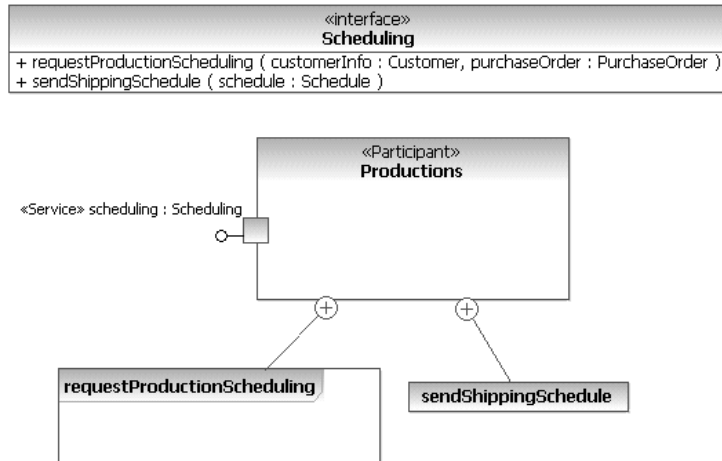 «interface»
Scheduling
+ requestProductionScheduling ( customerInfo : Customer, purchaseOrder : PurchaseOrder )
+ sendShippingSchedule ( schedule : Schedule )
«Participant»
Productions
«Service» scheduling : Scheduling
requestProductionScheduling
sendShippingSchedule